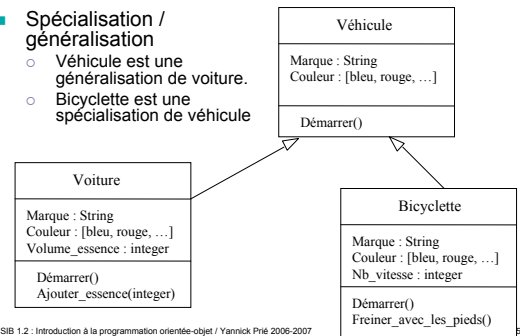 Spécialisation /
généralisation
Véhicule est une
généralisation de voiture.
Bicyclette est une
spécialisation de véhicule
Véhicule
Marque : String
Couleur : [bleu, rouge, …]
Démarrer()
Voiture
Marque : String
Couleur : [bleu, rouge, …]
Volume_essence : integer
Démarrer()
Ajouter_essence(integer)
Bicyclette
Marque : String
Couleur : [bleu, rouge, …]
Nb_vitesse : integer
Démarrer()
Freiner_avec_les_pieds()
SIB 1.2 : Introduction à la programmation orientée-objet / Yannick Prié 2006-2007